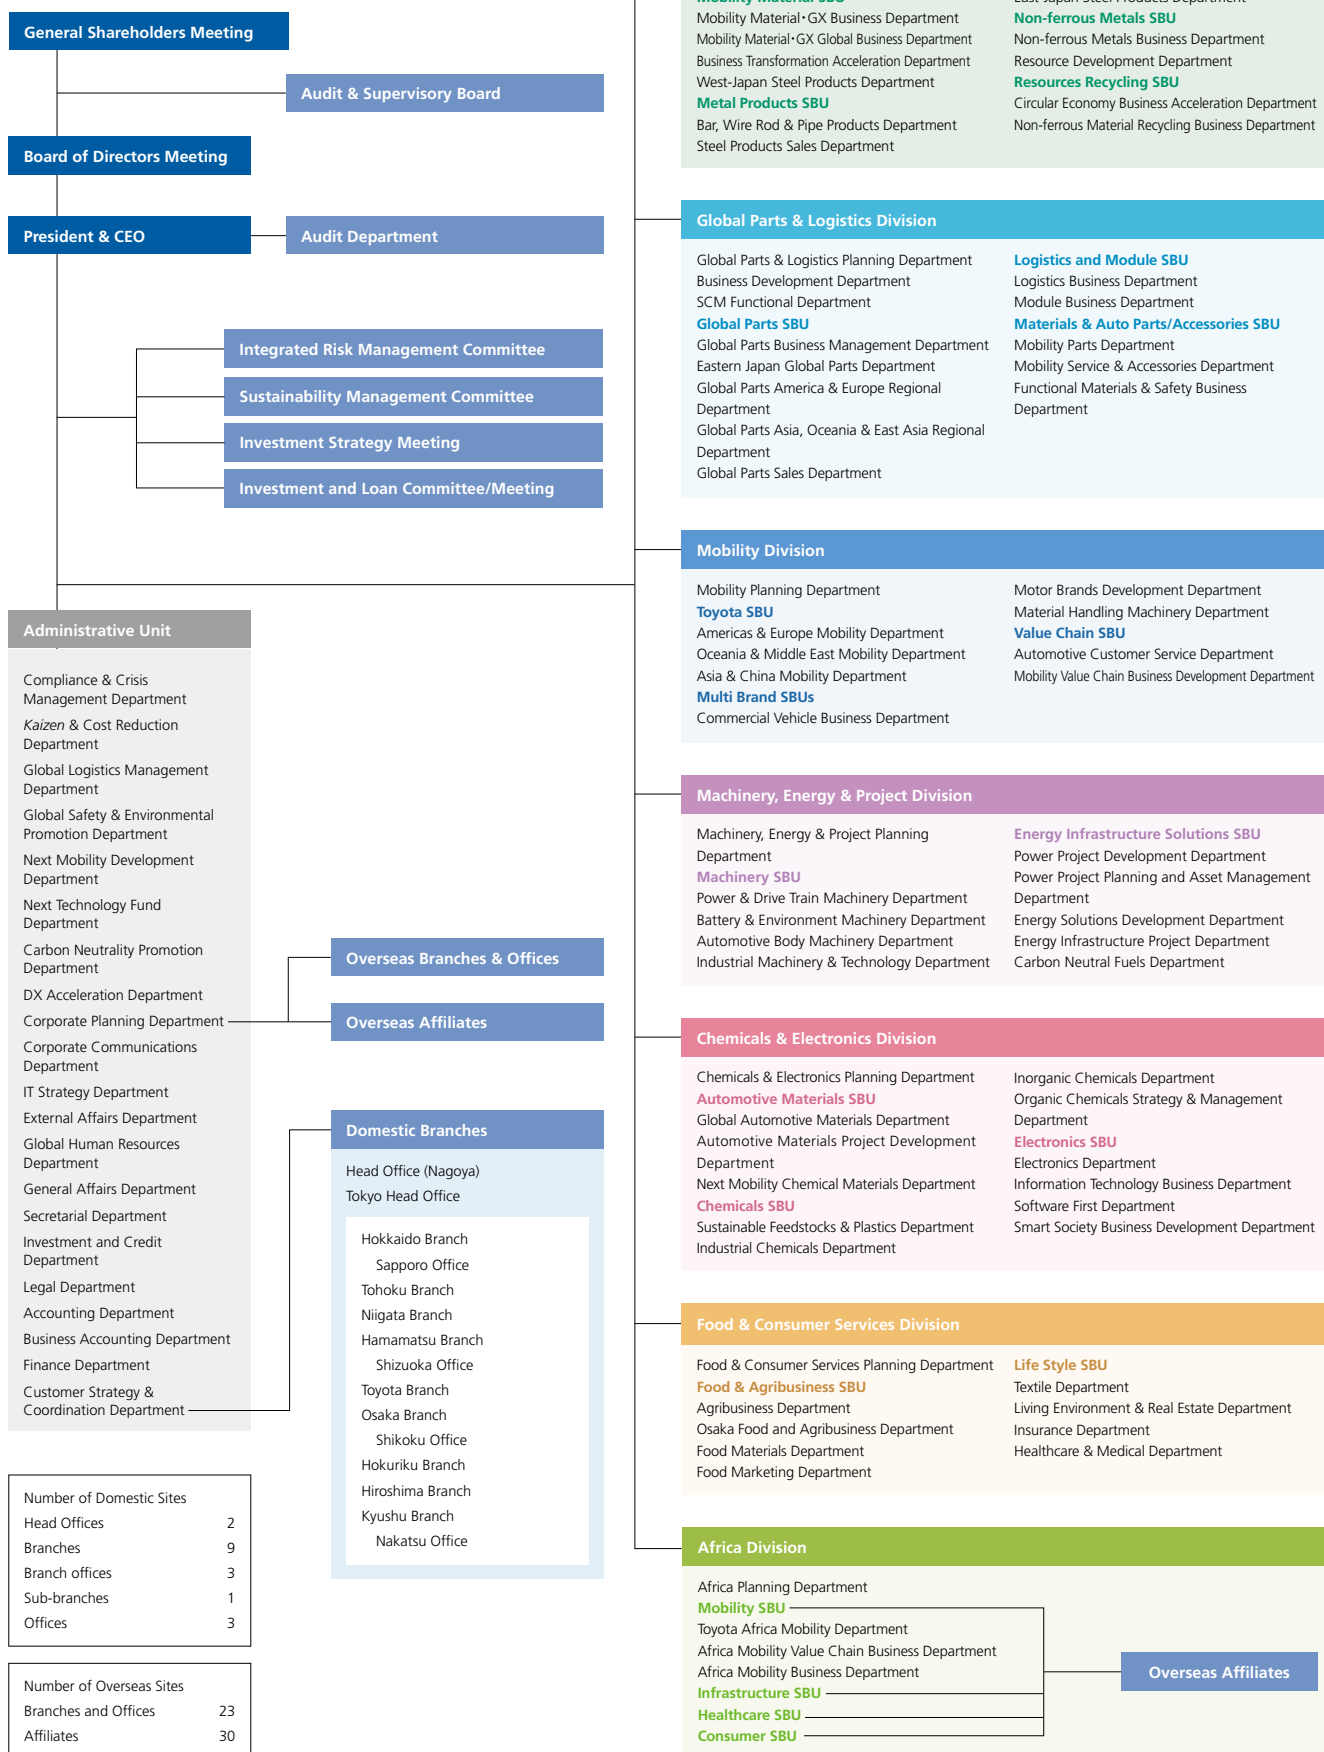 General Shareholders Meeting
Audit & Supervisory Board
Board of Directors Meeting
President & CEO
Audit Department
Integrated Risk Management Committee
Sustainability Management Committee
Investment Strategy Meeting
Investment and Loan Committee/Meeting
Administrative Unit
Compliance & Crisis
Management Department
Kaizen & Cost Reduction
Department
Global Logistics Management
Department
Global Safety & Environmental
Promotion Department
Next Mobility Development
Department
Next Technology Fund
Department
Carbon Neutrality Promotion
Department
DX Acceleration Department
Corporate Planning Department
Corporate Communications
Department
IT Strategy Department
External Affairs Department
Global Human Resources
Department
General Affairs Department
Secretarial Department
Investment and Credit
Department
Legal Department
Accounting Department
Business Accounting Department
Finance Department
Customer Strategy &
Coordination Department
Overseas Branches & Offices
Overseas Affiliates
Domestic Branches
Head Office (Nagoya)
Tokyo Head Office
Hokkaido Branch
Sapporo Office
Tohoku Branch
Niigata Branch
Hamamatsu Branch
Shizuoka Office
Toyota Branch
Osaka Branch
Shikoku Office
Hokuriku Branch
Hiroshima Branch
Kyushu Branch
Nakatsu Office
Number of Domestic Sites
Head Offices 2
Branches 9
Branch offices 3
Sub-branches 1
Offices 3
Number of Overseas Sites
Branches and Offices 23
Affiliates 30
Mobility Material SBU
Mobility Material・GX Business Department
Mobility Material・GX Global Business Department
Business Transformation Acceleration Department
West-Japan Steel Products Department
Metal Products SBU
Bar, Wire Rod & Pipe Products Department
Steel Products Sales Department
East-Japan Steel Products Department
Non-ferrous Metals SBU
Non-ferrous Metals Business Department
Resource Development Department
Resources Recycling SBU
Circular Economy Business Acceleration Department
Non-ferrous Material Recycling Business Department
Global Parts & Logistics Division
Global Parts & Logistics Planning Department
Business Development Department
SCM Functional Department
Global Parts SBU
Global Parts Business Management Department
Eastern Japan Global Parts Department
Global Parts America & Europe Regional
Department
Global Parts Asia, Oceania & East Asia Regional
Department
Global Parts Sales Department
Logistics and Module SBU
Logistics Business Department
Module Business Department
Materials & Auto Parts/Accessories SBU
Mobility Parts Department
Mobility Service & Accessories Department
Functional Materials & Safety Business
Department
Mobility Division
Mobility Planning Department
Toyota SBU
Americas & Europe Mobility Department
Oceania & Middle East Mobility Department
Asia & China Mobility Department
Multi Brand SBUs
Commercial Vehicle Business Department
Motor Brands Development Department
Material Handling Machinery Department
Value Chain SBU
Automotive Customer Service Department
Mobility Value Chain Business Development Department
Machinery, Energy & Project Division
Machinery, Energy & Project Planning
Department
Machinery SBU
Power & Drive Train Machinery Department
Battery & Environment Machinery Department
Automotive Body Machinery Department
Industrial Machinery & Technology Department
Energy Infrastructure Solutions SBU
Power Project Development Department
Power Project Planning and Asset Management
Department
Energy Solutions Development Department
Energy Infrastructure Project Department
Carbon Neutral Fuels Department
Chemicals & Electronics Division
Chemicals & Electronics Planning Department
Automotive Materials SBU
Global Automotive Materials Department
Automotive Materials Project Development
Department
Next Mobility Chemical Materials Department
Chemicals SBU
Sustainable Feedstocks & Plastics Department
Industrial Chemicals Department
Inorganic Chemicals Department
Organic Chemicals Strategy & Management
Department
Electronics SBU
Electronics Department
Information Technology Business Department
Software First Department
Smart Society Business Development Department
Food & Consumer Services Division
Food & Consumer Services Planning Department
Food & Agribusiness SBU
Agribusiness Department
Osaka Food and Agribusiness Department
Food Materials Department
Food Marketing Department
Life Style SBU
Textile Department
Living Environment & Real Estate Department
Insurance Department
Healthcare & Medical Department
Africa Division
Africa Planning Department
Mobility SBU
Toyota Africa Mobility Department
Africa Mobility Value Chain Business Department
Africa Mobility Business Department
Infrastructure SBU
Healthcare SBU
Consumer SBU
Overseas Affiliates